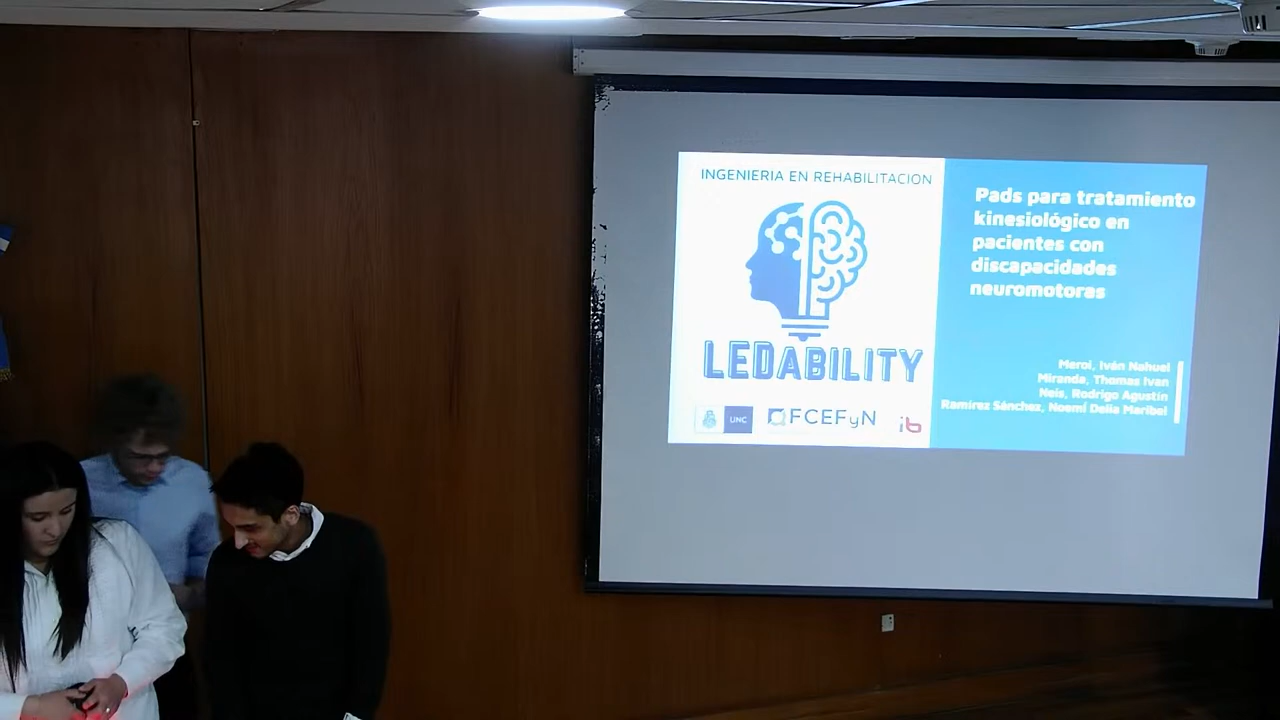 INGENIERIA EN REHABILITACION
LEDABILITY
UNC
FCEFyN
ib
Pads para tratamiento
kinesiológico en
pacientes con
discapacidades
neuromotoras
Meroi, Iván Nahuel
Miranda, Thomas Ivan
Neis, Rodrigo Agustín
Ramírez Sánchez, Noemí Delia Maribel